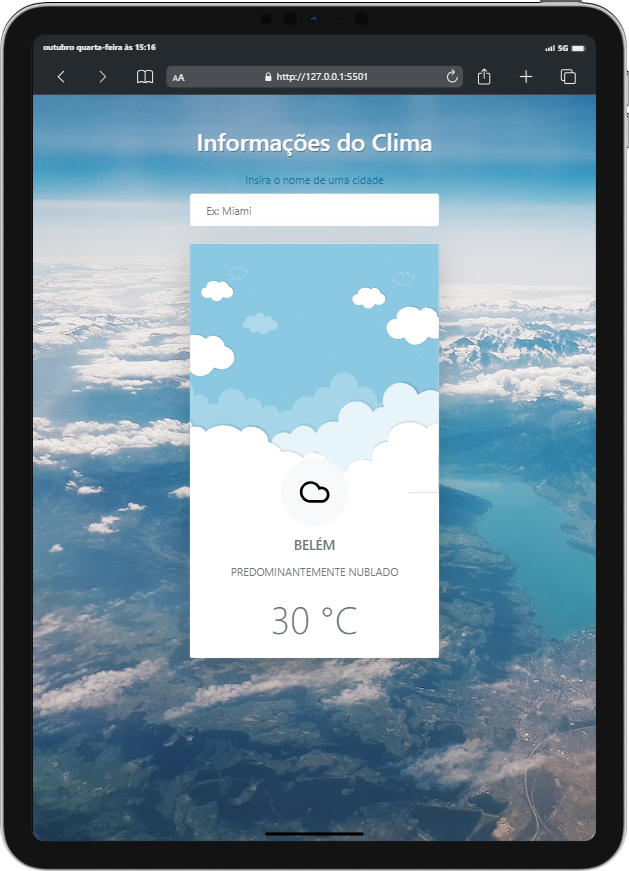 outubro quarta-feira às 15:16
5G
AA
http://127.0.0.1:5501
Informações do Clima
Insira o nome de uma cidade
Ex: Miami
BELÉM
PREDOMINANTEMENTE NUBLADO
30 °C